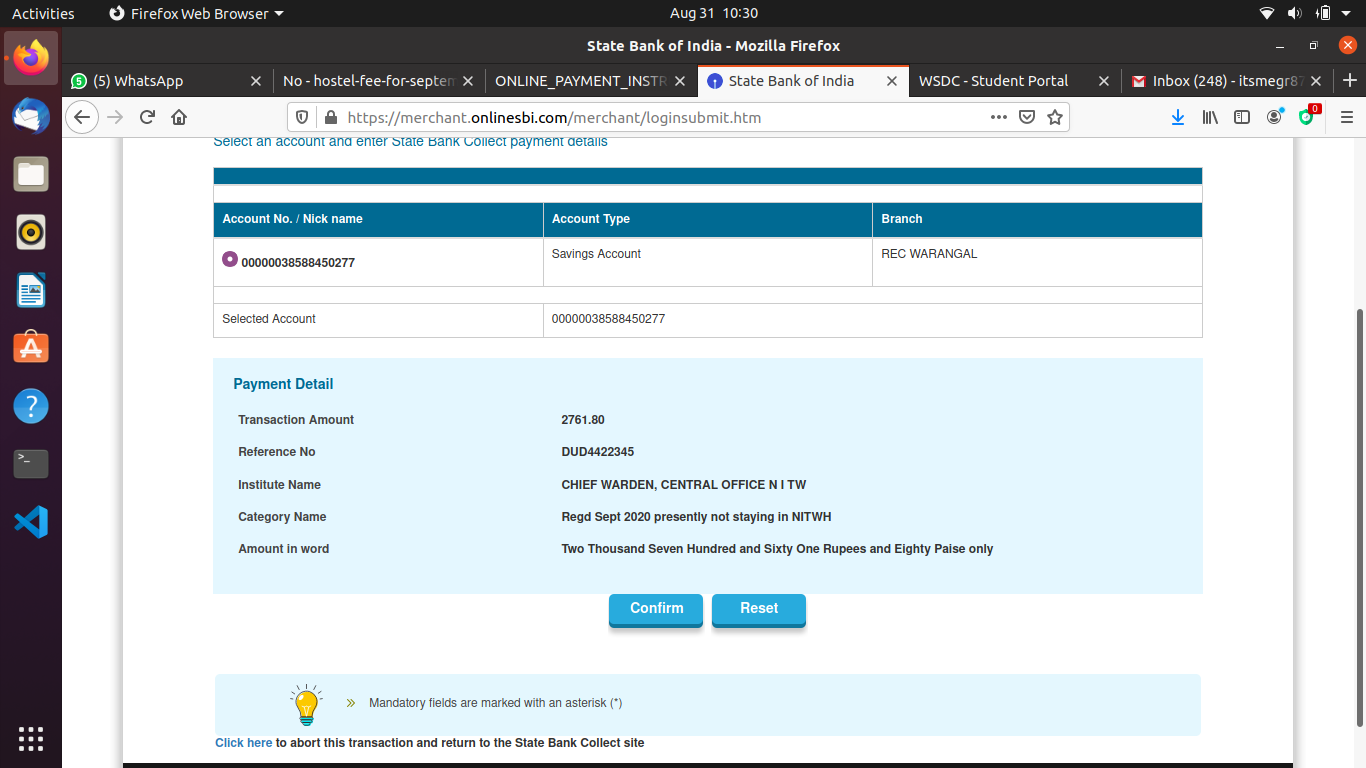 Activities
Firefox Web Browser
Aug 31 10:30
State Bank of India - Mozilla Firefox
(5) WhatsApp
No - hostel-fee-for-septem
ONLINE_PAYMENT_INSTR
State Bank of India
WSDC - Student Portal
Inbox (248) - itsmegr87
https://merchant.onlinesbi.com/merchant/loginsubmit.htm
0
Select an account and enter State Bank Collect payment details
Account No. / Nick name
Account Type
Branch
00000038588450277
Savings Account
REC WARANGAL
Selected Account
00000038588450277
Payment Detail
Transaction Amount
2761.80
Reference No
DUD4422345
Institute Name
CHIEF WARDEN, CENTRAL OFFICE N I TW
Category Name
Regd Sept 2020 presently not staying in NITWH
Amount in word
Two Thousand Seven Hundred and Sixty One Rupees and Eighty Paise only
Confirm
Reset
» Mandatory fields are marked with an asterisk (*)
Click here to abort this transaction and return to the State Bank Collect site